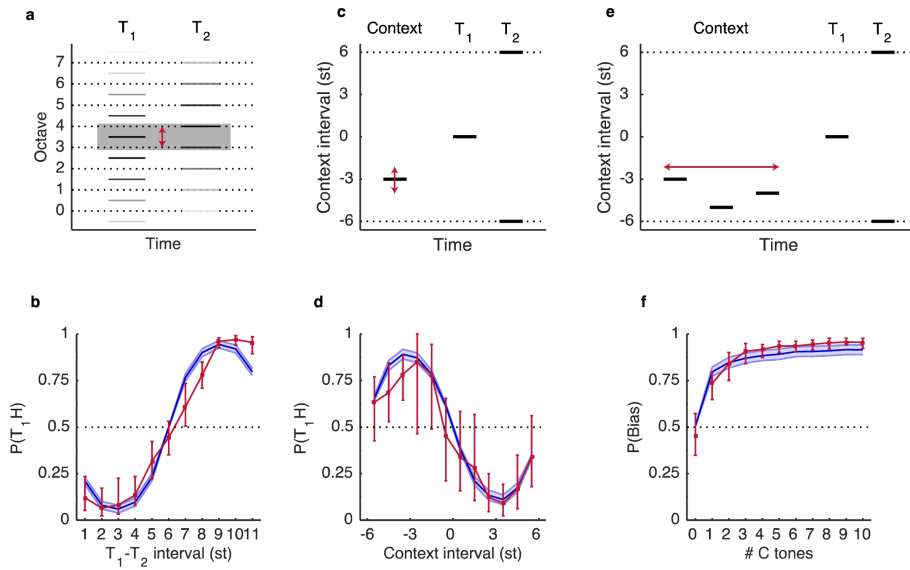 a
T1 T2
Octave
7
6
5
4
3
2
1
0
Time
c
Context T1 T2
Context interval (st)
6
3
0
-3
-6
Time
e
Context T1 T2
Context interval (st)
6
3
0
-3
-6
Time
b
P(T1H)
1
0.75
0.5
0.25
0
1 2 3 4 5 6 7 8 9 10 11
T1-T2 interval (st)
d
P(T1H)
1
0.75
0.5
0.25
0
-6 -3 0 3 6
Context interval (st)
f
P(Bias)
1
0.75
0.5
0.25
0
0 1 2 3 4 5 6 7 8 9 10
# C tones